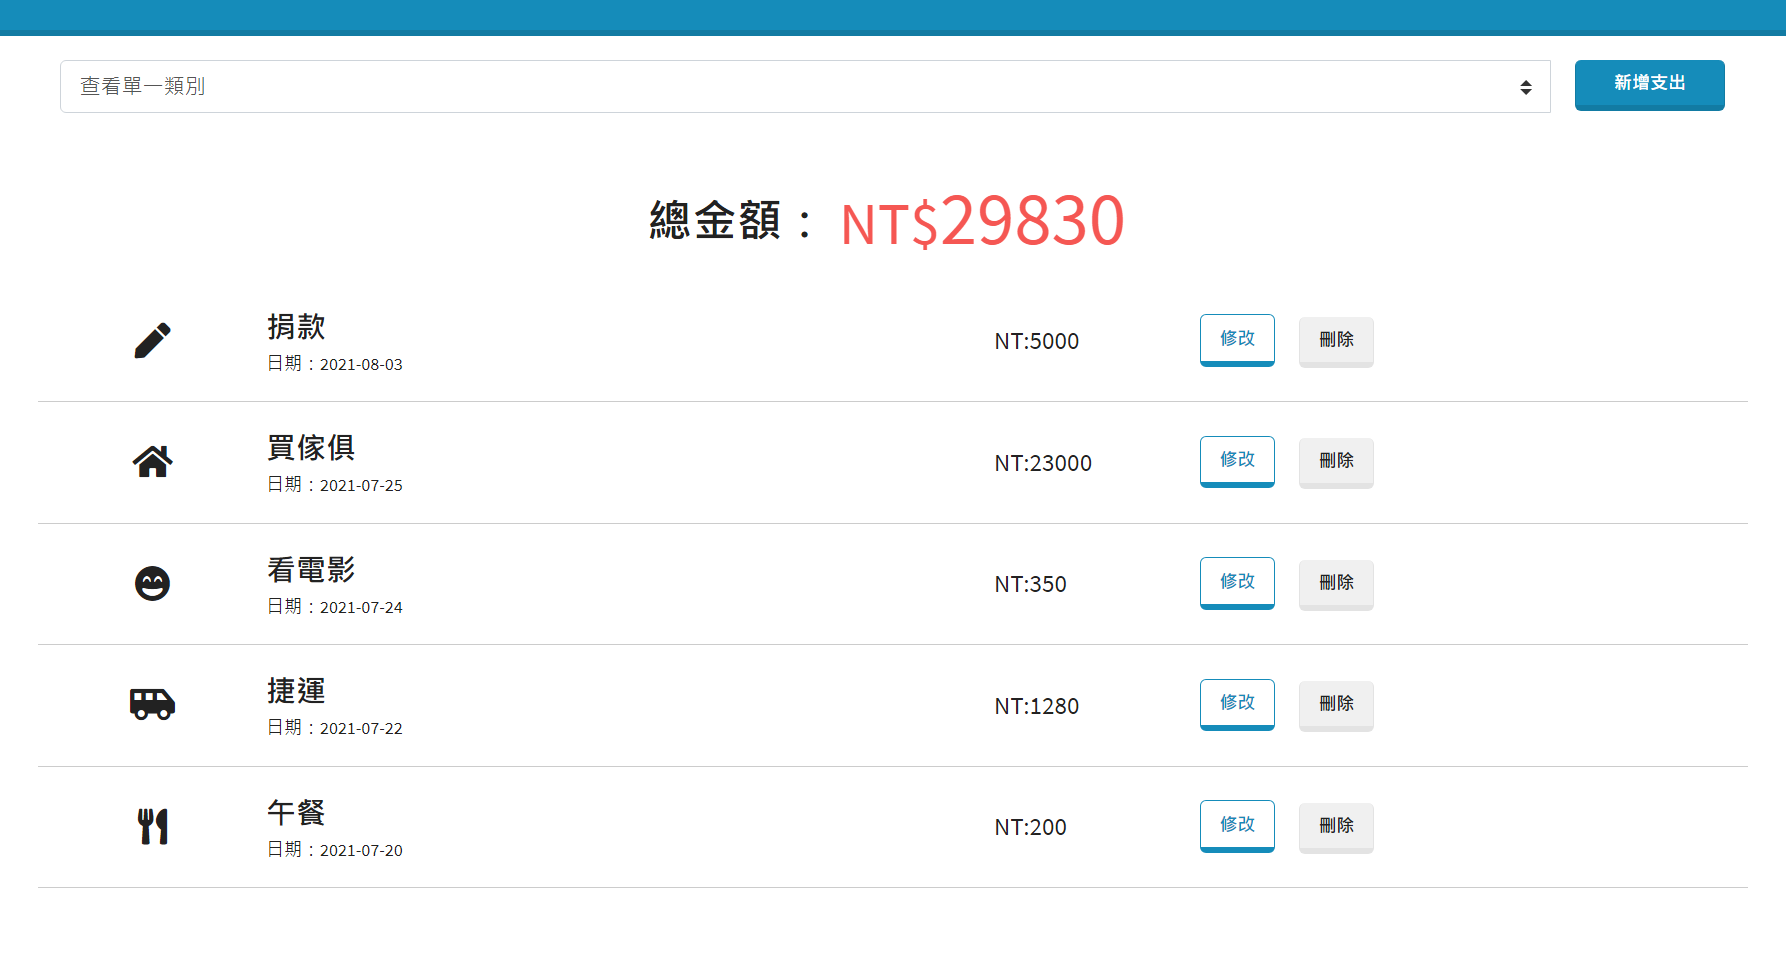 查看單一類別
新增支出
總金額： NT$29830
捐款
日期：2021-08-03
NT:5000
修改
刪除
買傢俱
日期：2021-07-25
NT:23000
修改
刪除
看電影
日期：2021-07-24
NT:350
修改
刪除
捷運
日期：2021-07-22
NT:1280
修改
刪除
午餐
日期：2021-07-20
NT:200
修改
刪除